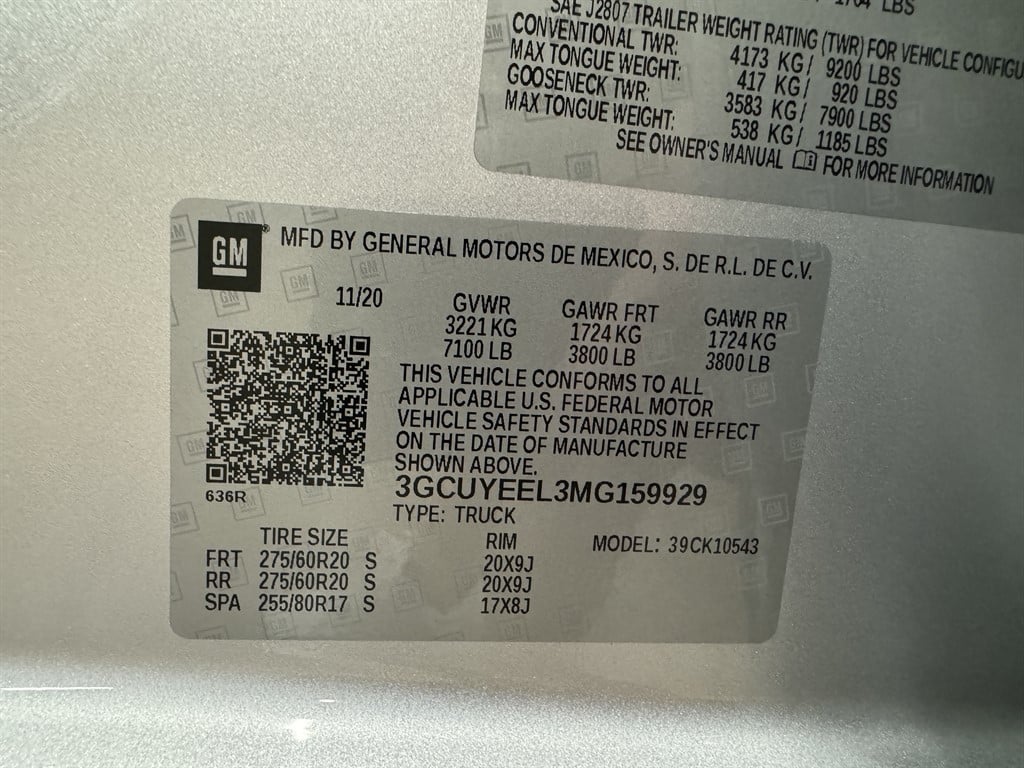 1704 LBS
SAE J2807 TRAILER WEIGHT RATING (TWR) FOR VEHICLE
CONVENTIONAL TWR: 4173 KG/ 9200 LBS
MAX TONGUE WEIGHT: 417 KG/ 920 LBS
GOOSENECK TWR: 3583 KG/ 7900 LBS
MAX TONGUE WEIGHT: 538 KG/ 1185 LBS
SEE OWNER'S MANUAL FOR MORE INFORMATION
GM® MFD BY GENERAL MOTORS DE MEXICO, S. DE R.L. DE C.V.
11/20 GVWR GAWR FRT GAWR RR
3221 KG 1724 KG 1724 KG
7100 LB 3800 LB 3800 LB
THIS VEHICLE CONFORMS TO ALL
APPLICABLE U.S. FEDERAL MOTOR
VEHICLE SAFETY STANDARDS IN EFFECT
ON THE DATE OF MANUFACTURE
SHOWN ABOVE.
636R
3GCUYEEL3MG159929
TYPE: TRUCK
TIRE SIZE RIM MODEL: 39CK10543
FRT 275/60R20 S 20X9J
RR 275/60R20 S 20X9J
SPA 255/80R17 S 17X8J